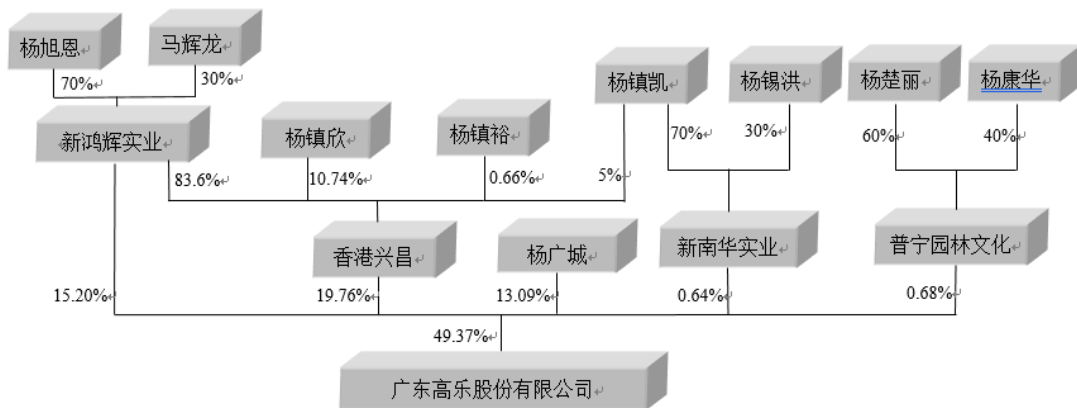 杨旭恩
马辉龙
杨镇凯
杨锡洪
杨楚丽
杨康华
70%
30%
新鸿辉实业
杨镇欣
杨镇裕
70%
30%
60%
40%
83.6%
10.74%
0.66%
5%
香港兴昌
杨广城
新南华实业
普宁园林文化
15.20%
19.76%
13.09%
0.64%
0.68%
49.37%
广东高乐股份有限公司